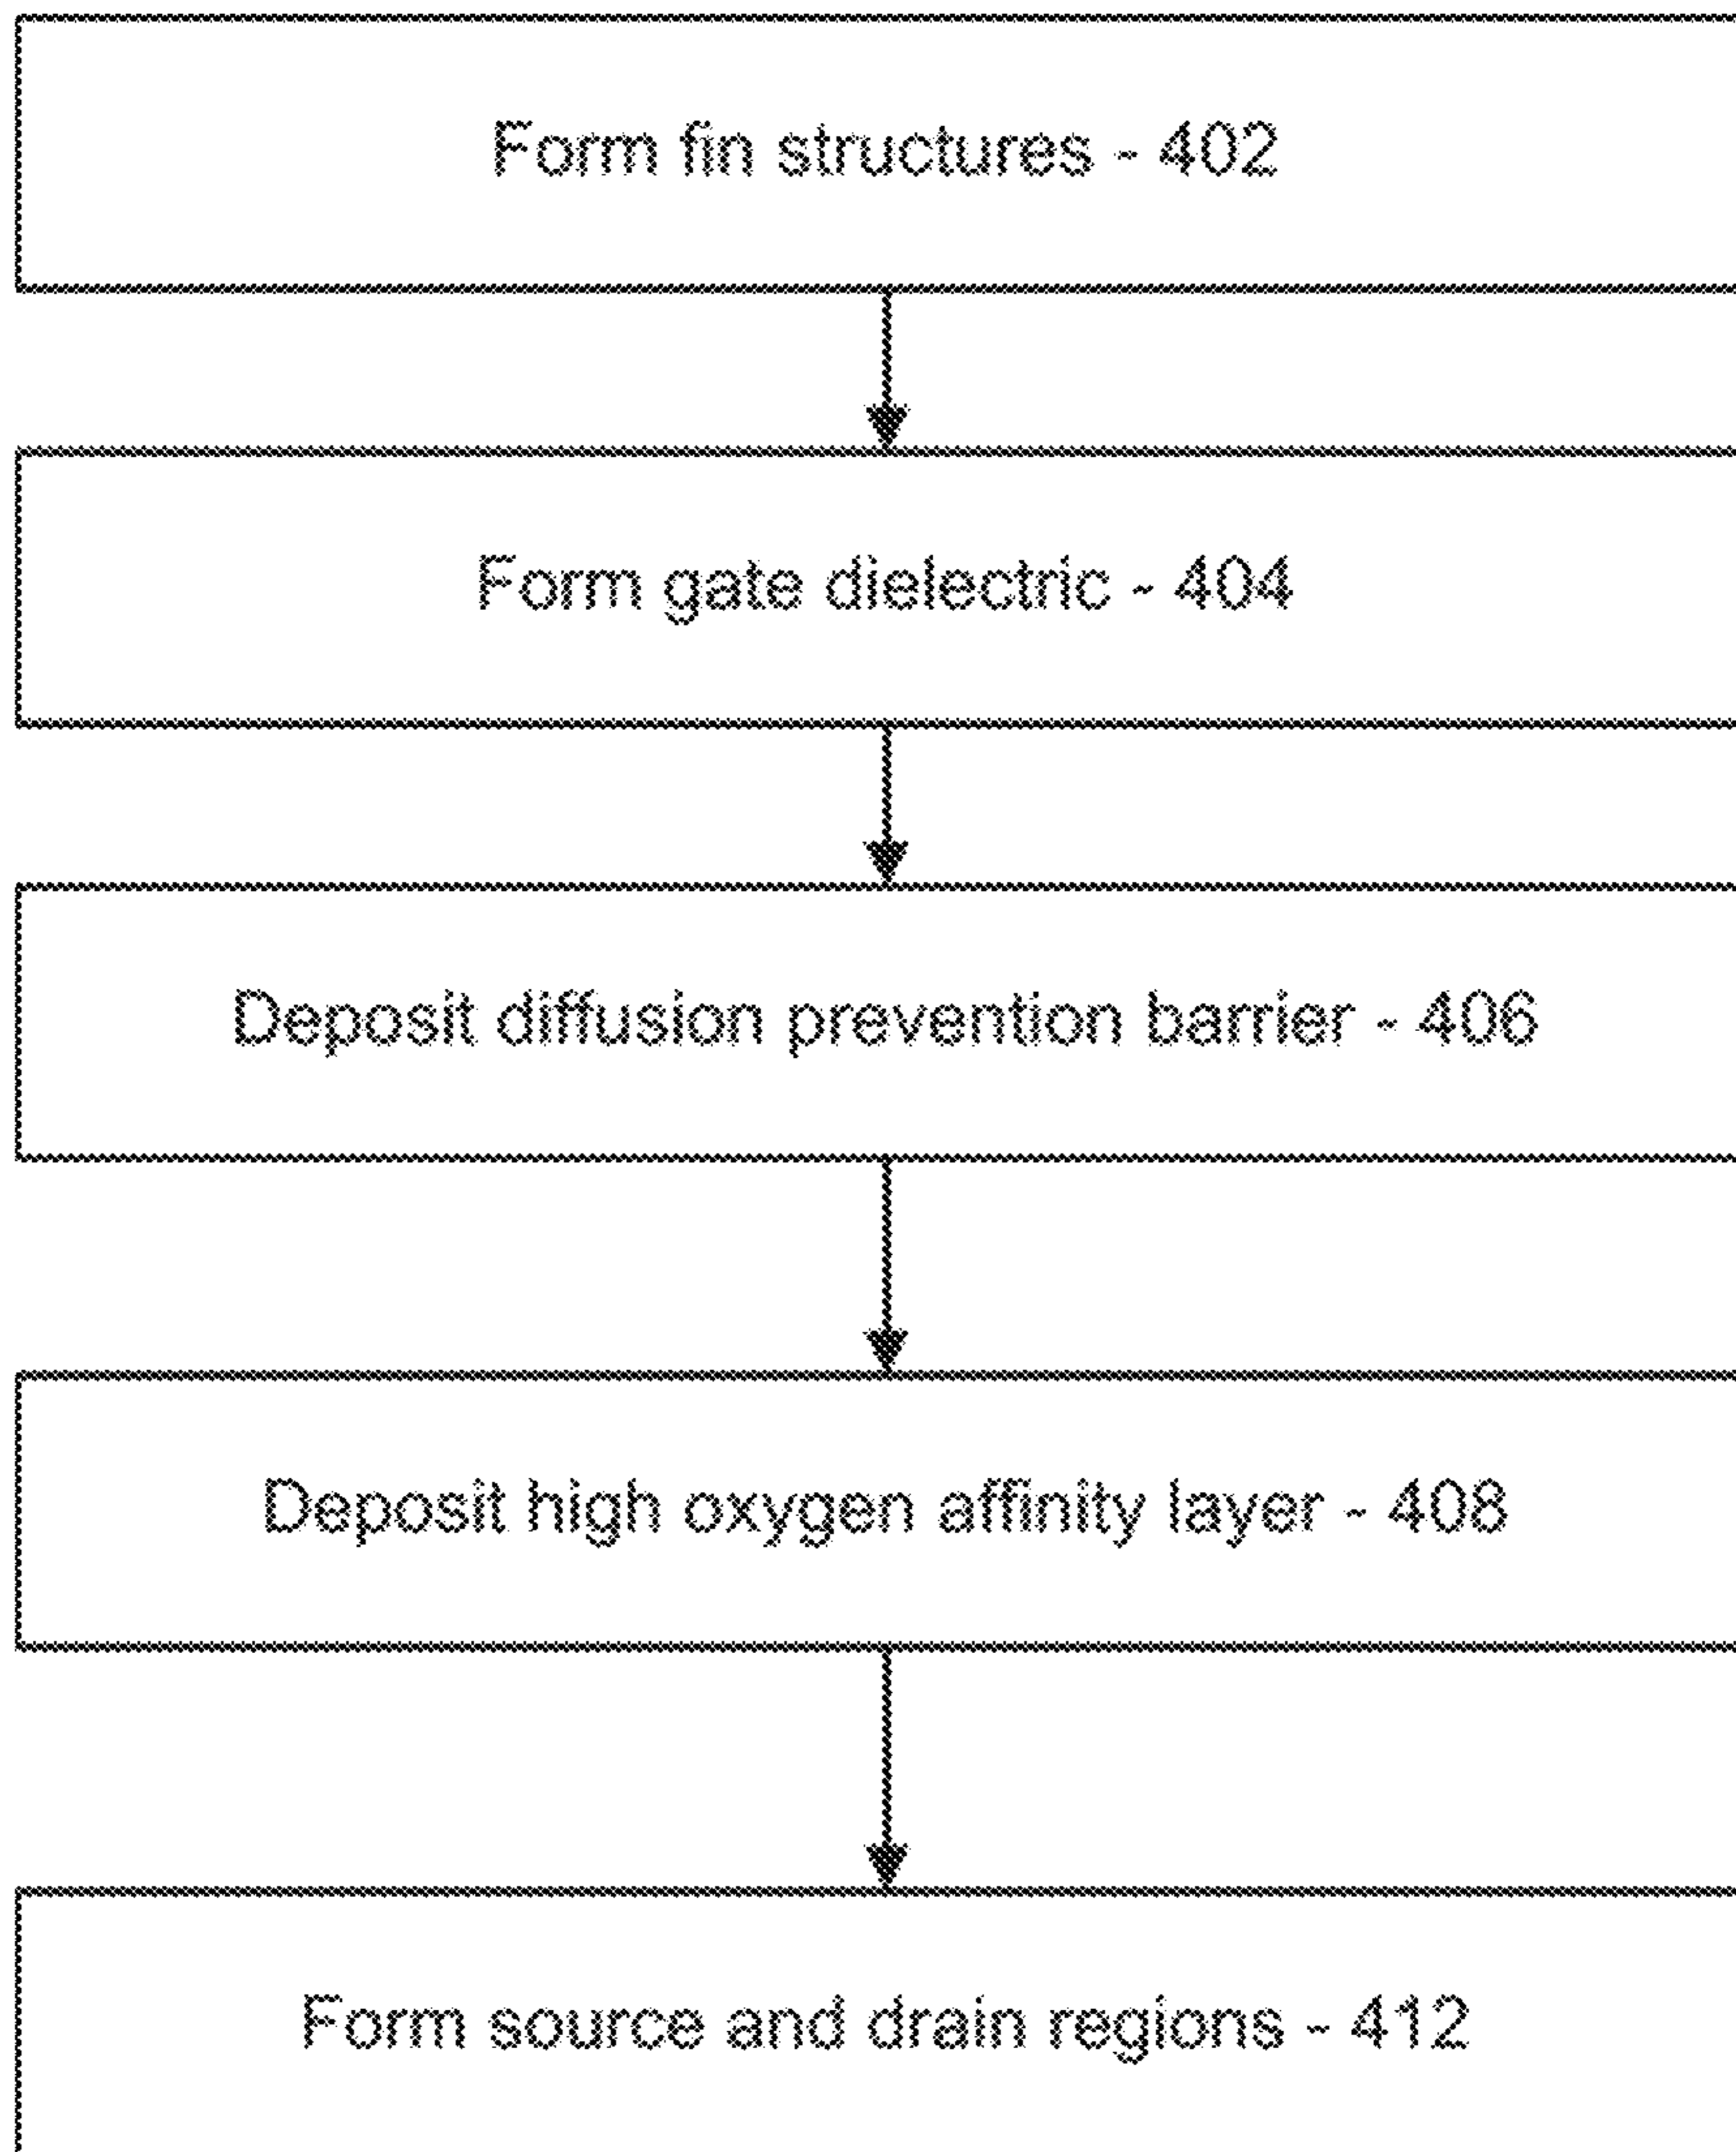 Form fin structures - 402
Form gate dielectric - 404
Deposit diffusion prevention barrier - 406
Deposit high oxygen affinity layer - 408
Form source and drain regions - 412